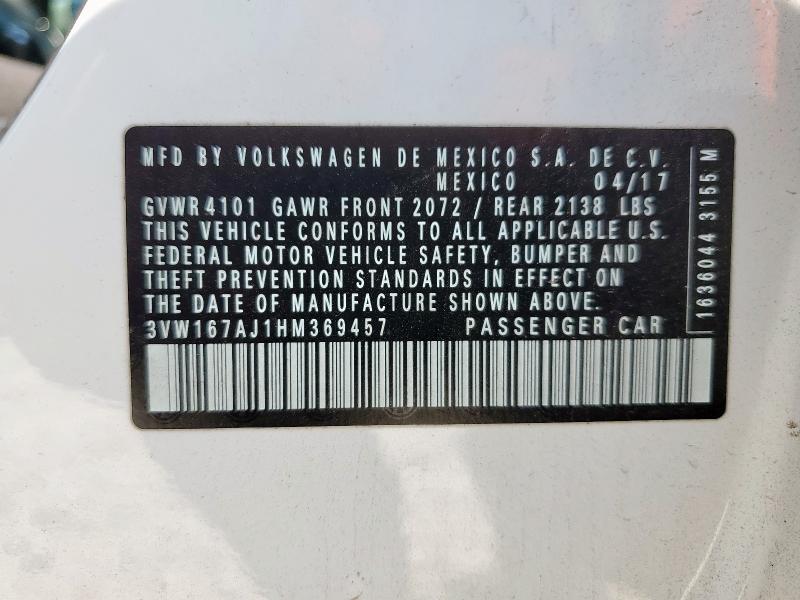 MFD BY VOLKSWAGEN DE MEXICO S.A. DE C.V.
MEXICO 04/17
GVWR 4101 GAWR FRONT 2072 / REAR 2138 LBS
THIS VEHICLE CONFORMS TO ALL APPLICABLE U.S.
FEDERAL MOTOR VEHICLE SAFETY, BUMPER AND
THEFT PREVENTION STANDARDS IN EFFECT ON
THE DATE OF MANUFACTURE SHOWN ABOVE.
3VW167AJ1HM369457 PASSENGER CAR
1636044 3155 M